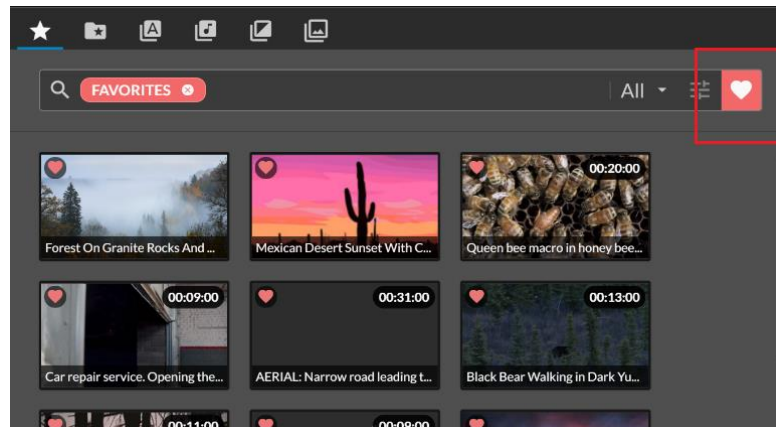 FAVORITES
All
Forest On Granite Rocks And ...
Mexican Desert Sunset With C...
00:20:00
Queen bee macro in honey bee...
00:09:00
Car repair service. Opening the...
00:31:00
AERIAL: Narrow road leading t...
00:13:00
Black Bear Walking in Dark Yu...
00:11:00
00:09:00